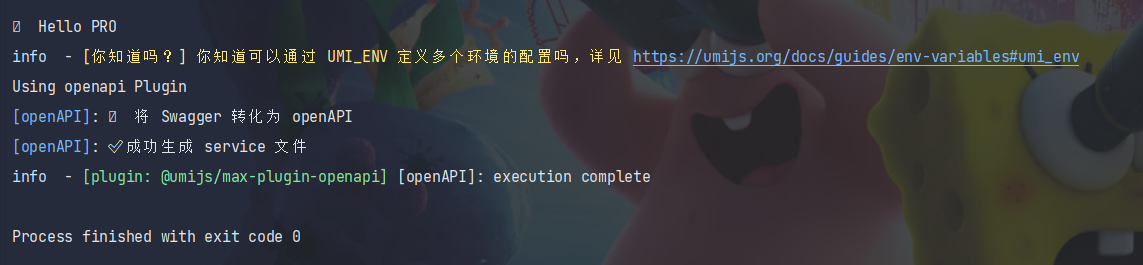 Hello PRO
info  - [你知道吗？] 你知道可以通过 UMI_ENV 定义多个环境的配置吗，详见 https://umijs.org/docs/guides/env-variables#umi_env
Using openapi Plugin
[openAPI]: 将 Swagger 转化为 openAPI
[openAPI]: ✅成功生成 service 文件
info  - [plugin: @umijs/max-plugin-openapi] [openAPI]: execution complete
Process finished with exit code 0